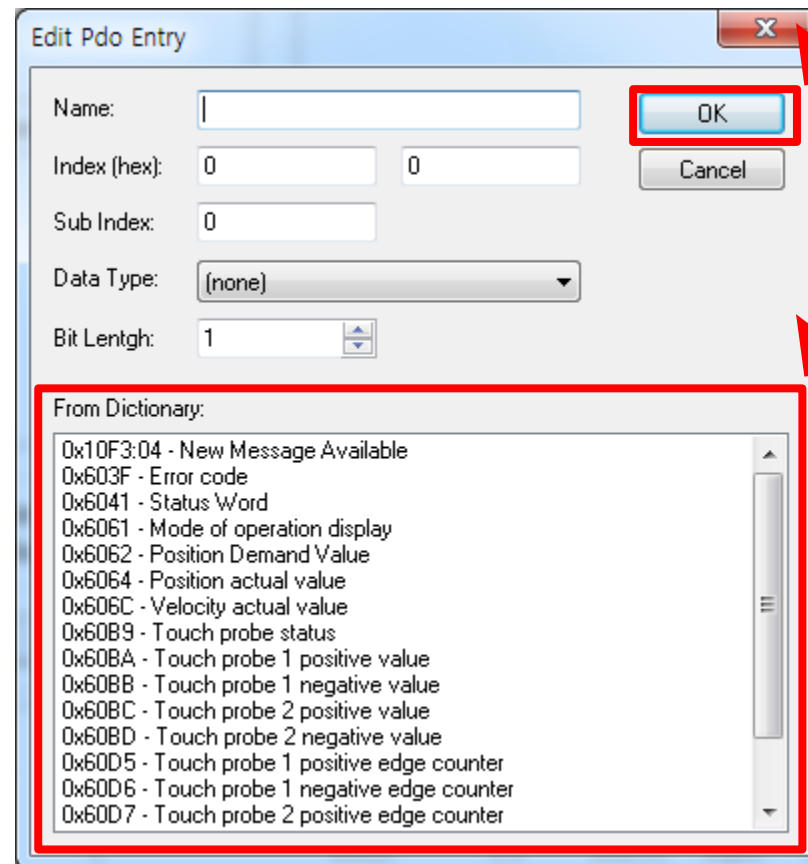 Edit Pdo Entry
Name:
OK
Index (hex): 0 0
Cancel
Sub Index: 0
Data Type: (none)
Bit Lentgh: 1
From Dictionary:
0x10F3:04 - New Message Available
0x603F - Error code
0x6041 - Status Word
0x6061 - Mode of operation display
0x6062 - Position Demand Value
0x6064 - Position actual value
0x606C - Velocity actual value
0x60B9 - Touch probe status
0x60BA - Touch probe 1 positive value
0x60BB - Touch probe 1 negative value
0x60BC - Touch probe 2 positive value
0x60BD - Touch probe 2 negative value
0x60D5 - Touch probe 1 positive edge counter
0x60D6 - Touch probe 1 negative edge counter
0x60D7 - Touch probe 2 positive edge counter